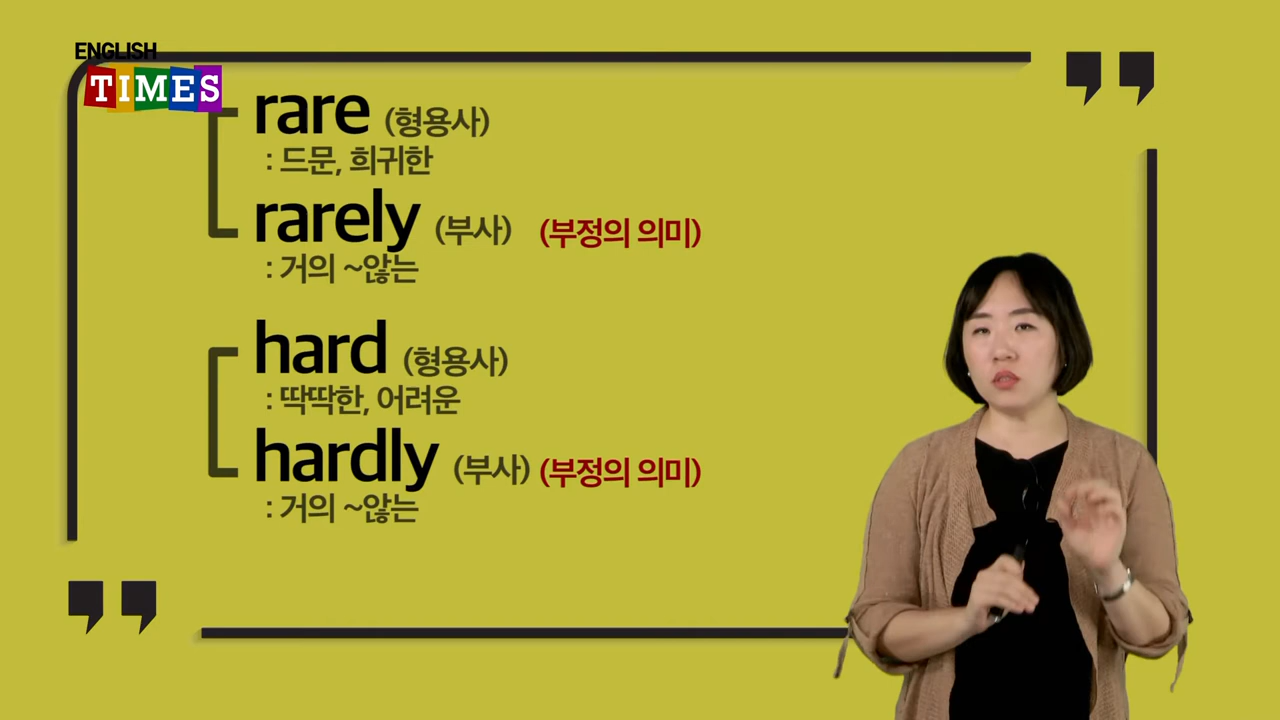 ENGLISH
TIMES
rare (형용사)
: 드문, 희귀한
rarely (부사) (부정의 의미)
: 거의 ~않는
hard (형용사)
: 딱딱한, 어려운
hardly (부사) (부정의 의미)
: 거의 ~않는